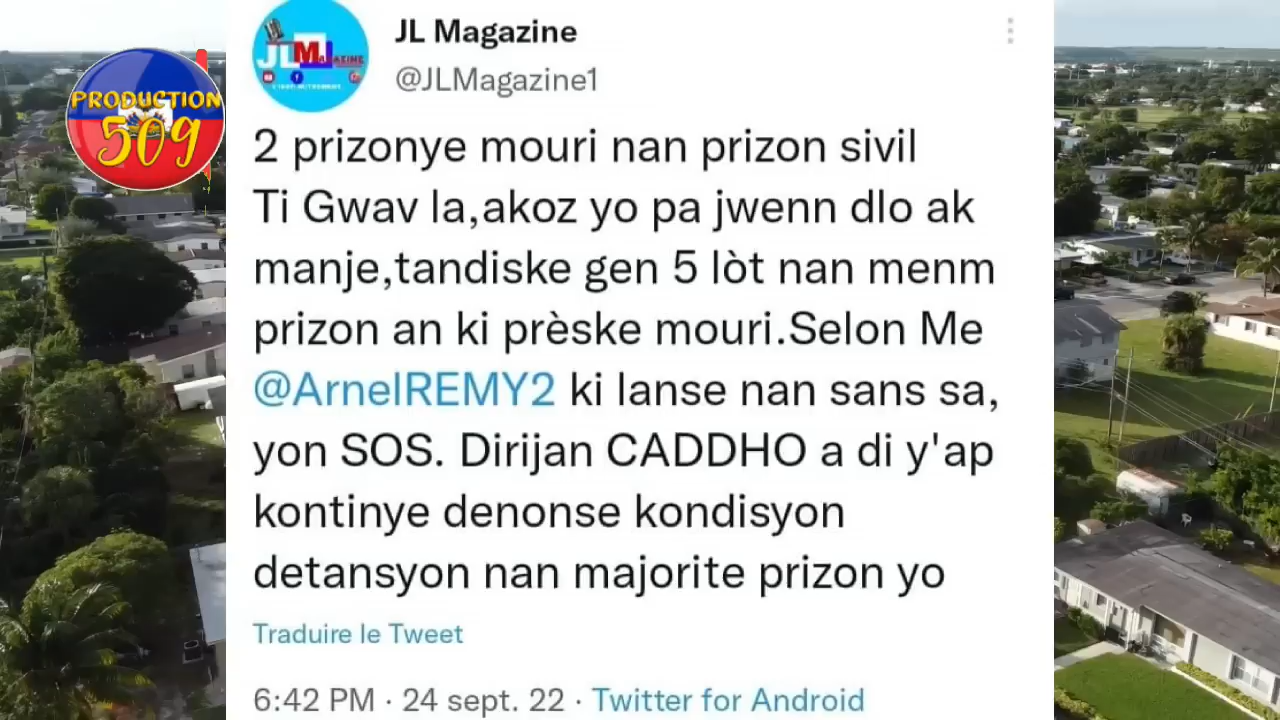 PRODUCTION
509
JLM
MAGAZINE
JL Magazine
@JLMagazine1
2 prizonye mouri nan prizon sivil
Ti Gwav la,akoz yo pa jwenn dlo ak
manje,tandiske gen 5 lòt nan menm
prizon an ki prèske mouri.Selon Me
@ArnelREMY2 ki lanse nan sans sa,
yon SOS. Dirijan CADDHO a di y'ap
kontinye denonse kondisyon
detansyon nan majorite prizon yo
Traduire le Tweet
6:42 PM · 24 sept. 22 · Twitter for Android